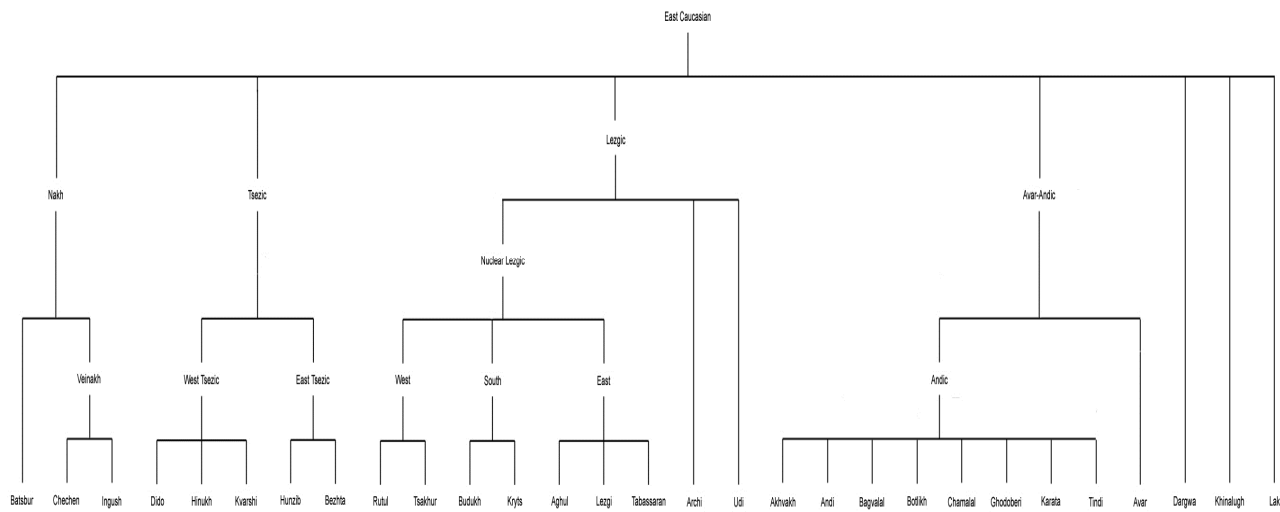 East Caucasian
Lezgic
Nakh
Tsezic
Avar-Andic
Nuclear Lezgic
Veinakh
West Tsezic
East Tsezic
West
South
East
Andic
Batsbur
Chechen
Ingush
Dido
Hinukh
Kvarshi
Hunzib
Bezhta
Rutul
Tsakhur
Budukh
Kryts
Aghul
Lezgi
Tabassaran
Archi
Udi
Akhvakh
Andi
Bagvalal
Botlikh
Chamalal
Ghodoberi
Karata
Tindi
Avar
Dargwa
Khinalugh
Lak